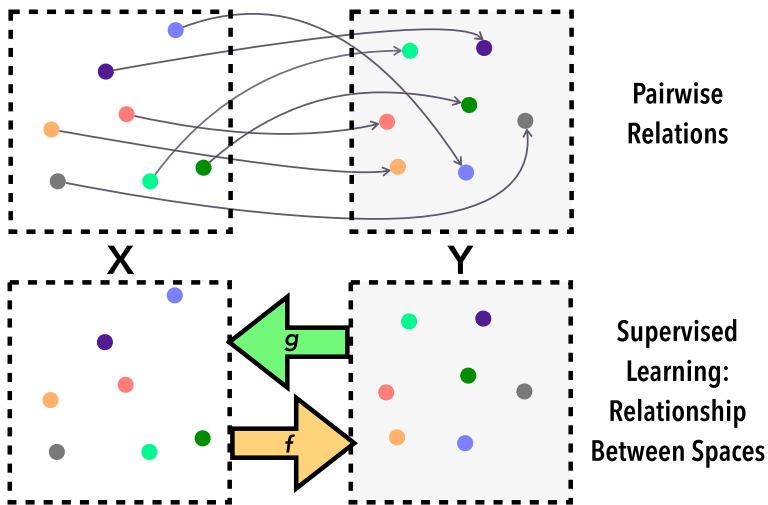 Pairwise
Relations
X
Y
g
f
Supervised
Learning:
Relationship
Between Spaces